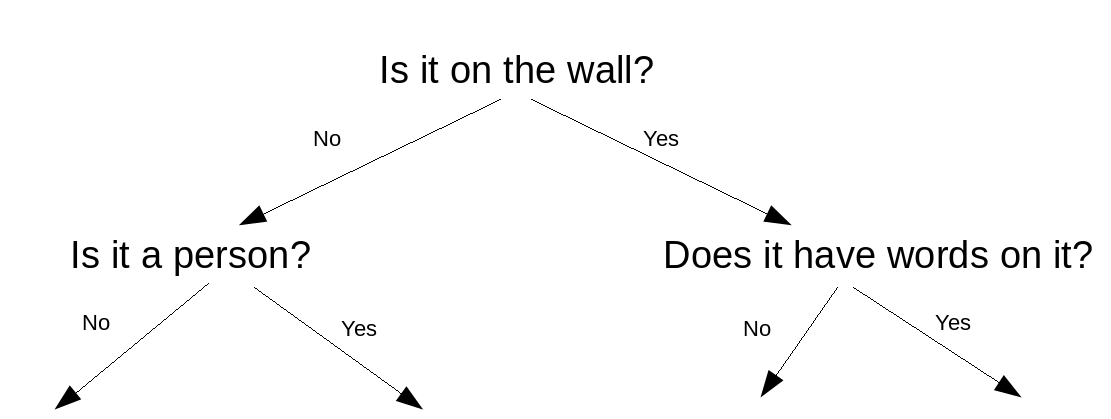 Is it on the wall?
No
Yes
Is it a person?
Does it have words on it?
No
Yes
No
Yes